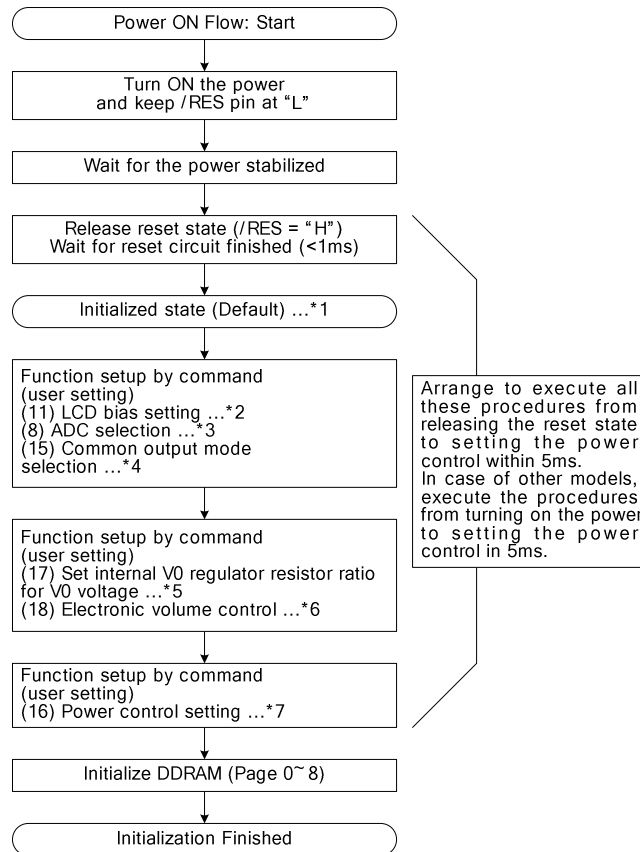 Power ON Flow: Start
Turn ON the power
and keep /RES pin at “L”
Wait for the power stabilized
Release reset state (/RES = “H”)
Wait for reset circuit finished (<1ms)
Initialized state (Default) …*1
Function setup by command
(user setting)
(11) LCD bias setting …*2
(8) ADC selection …*3
(15) Common output mode
selection …*4
Arrange to execute all
these procedures from
releasing the reset state
to setting the power
control within 5ms.
In case of other models,
execute the procedures
from turning on the power
to setting the power
control in 5ms.
Function setup by command
(user setting)
(17) Set internal V0 regulator resistor ratio
for V0 voltage …*5
(18) Electronic volume control …*6
Function setup by command
(user setting)
(16) Power control setting …*7
Initialize DDRAM (Page 0~8)
Initialization Finished